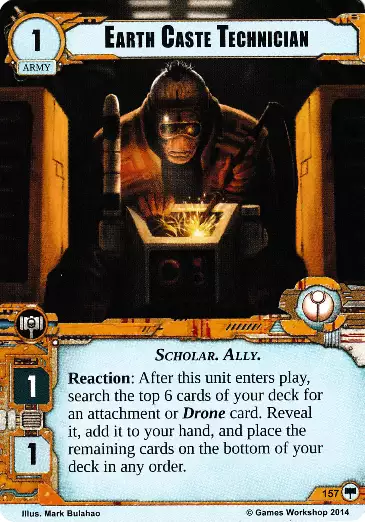 1
ARMY
EARTH CASTE TECHNICIAN
SCHOLAR. ALLY.
1
1
Reaction: After this unit enters play,
search the top 6 cards of your deck for
an attachment or Drone card. Reveal
it, add it to your hand, and place the
remaining cards on the bottom of your
deck in any order.
157
Illus. Mark Bulahao
© Games Workshop 2014